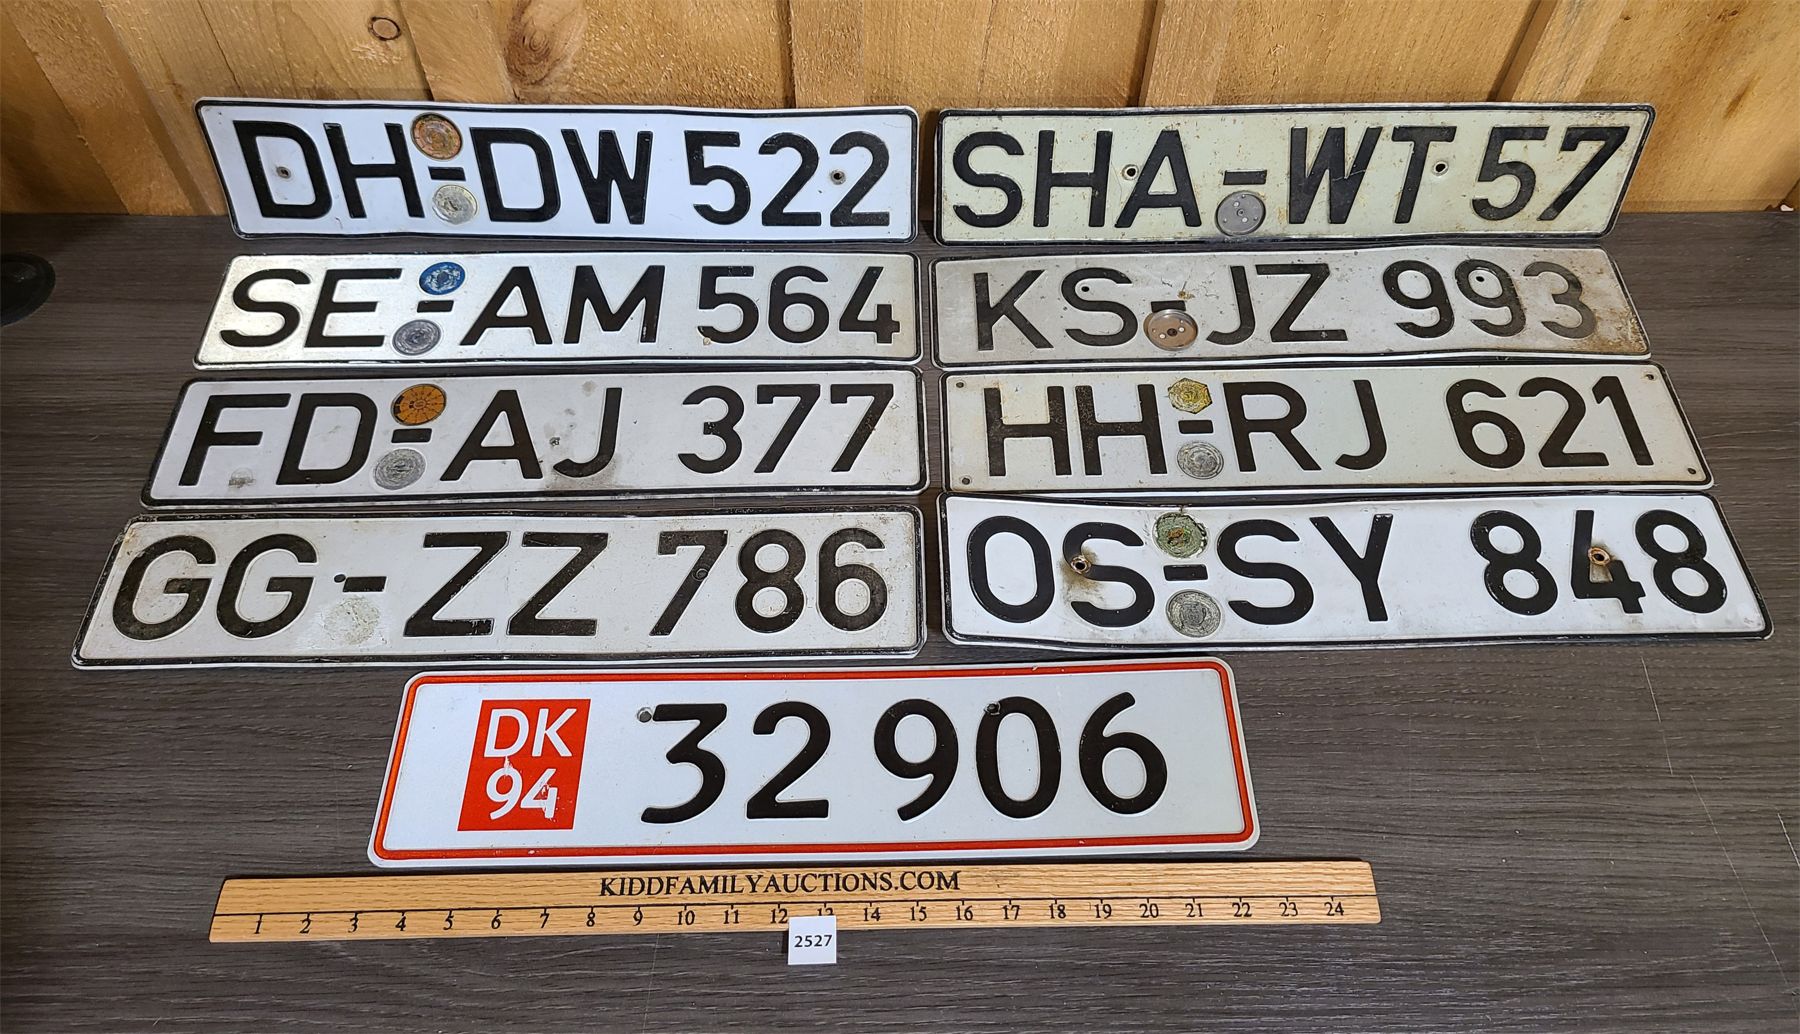 DH-DW 522
SHA-WT 57
SE-AM 564
KS-JZ 993
FD-AJ 377
HH-RJ 621
GG-ZZ 786
OS-SY 848
DK
94
32 906
KIDDFAMILYAUCTIONS.COM
1 2 3 4 5 6 7 8 9 10 11 12 13 14 15 16 17 18 19 20 21 22 23 24
2527